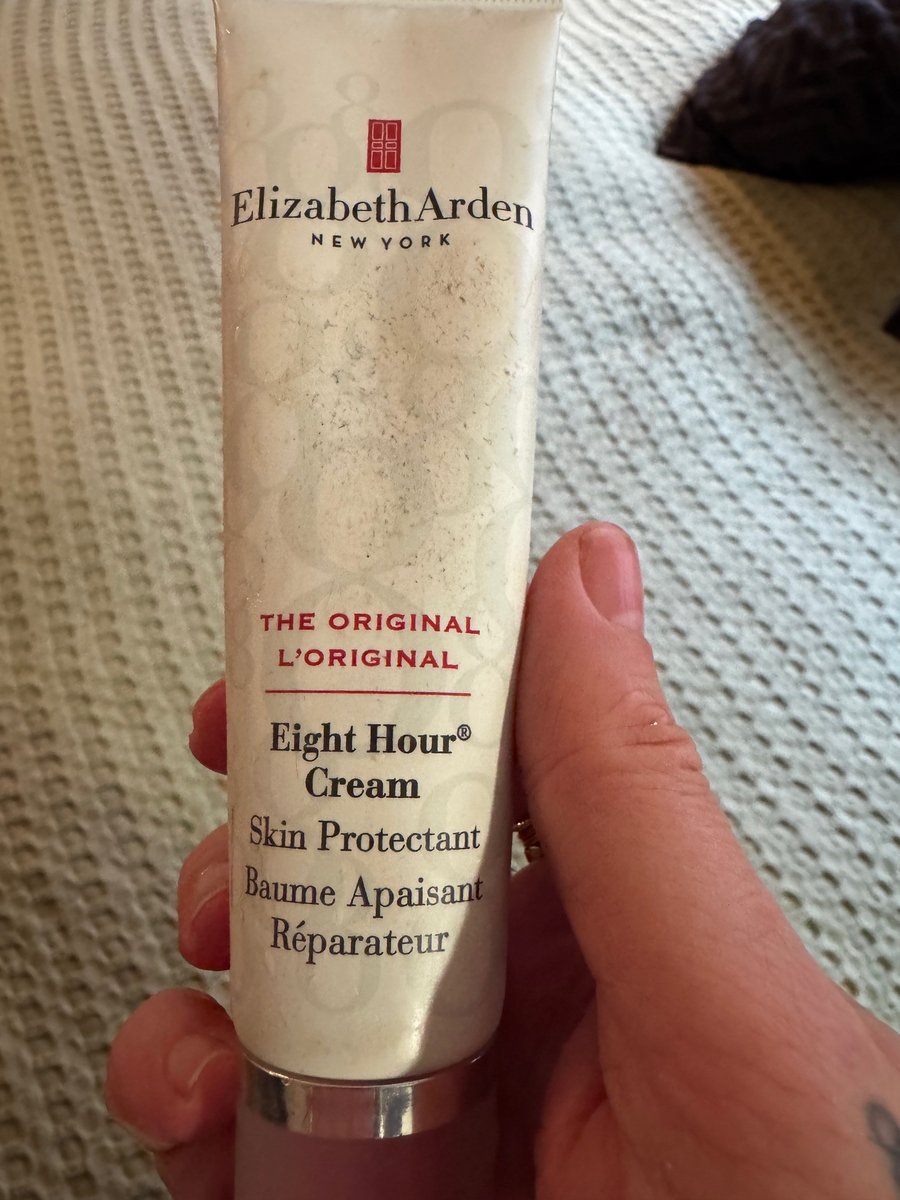 Elizabeth Arden
NEW YORK
THE ORIGINAL
L'ORIGINAL
Eight Hour®
Cream
Skin Protectant
Baume Apaisant
Réparateur